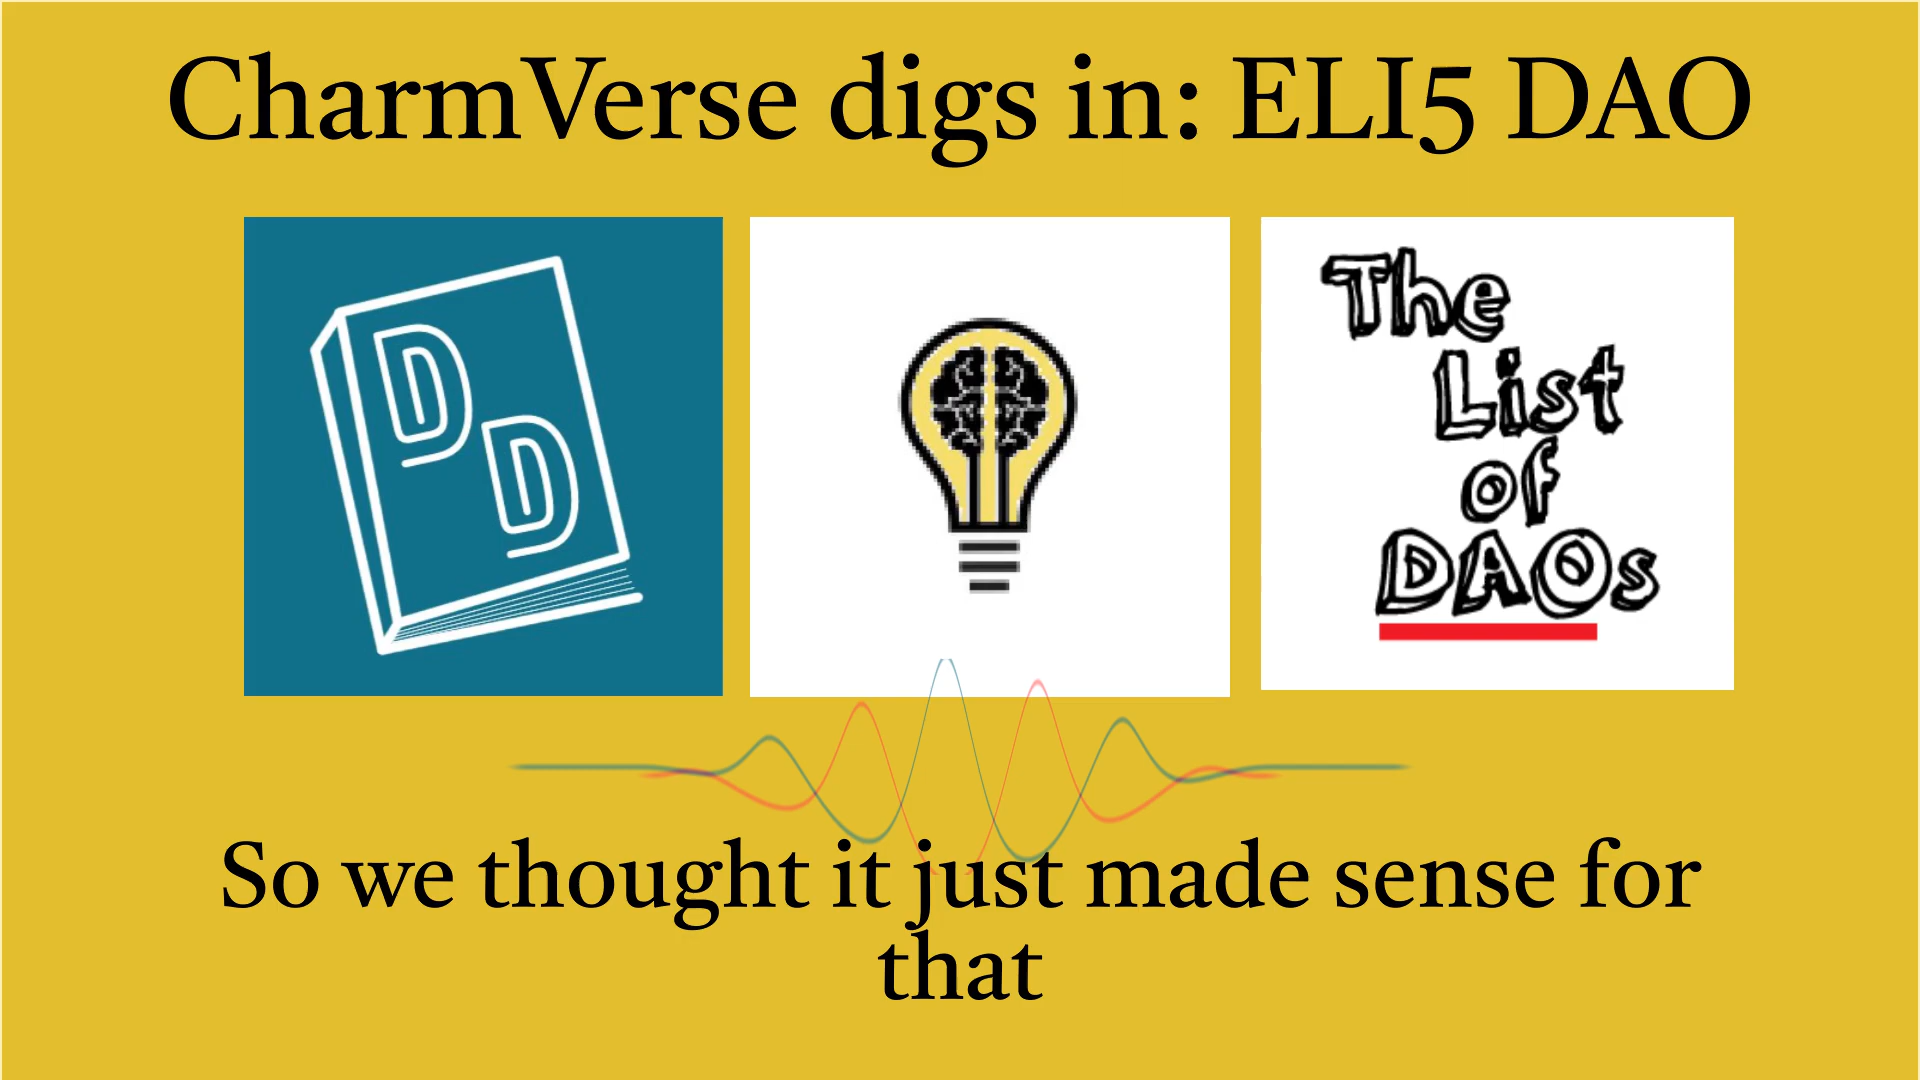 CharmVerse digs in: ELI5 DAO
DD
The
List
of
DAOs
So we thought it just made sense for
that